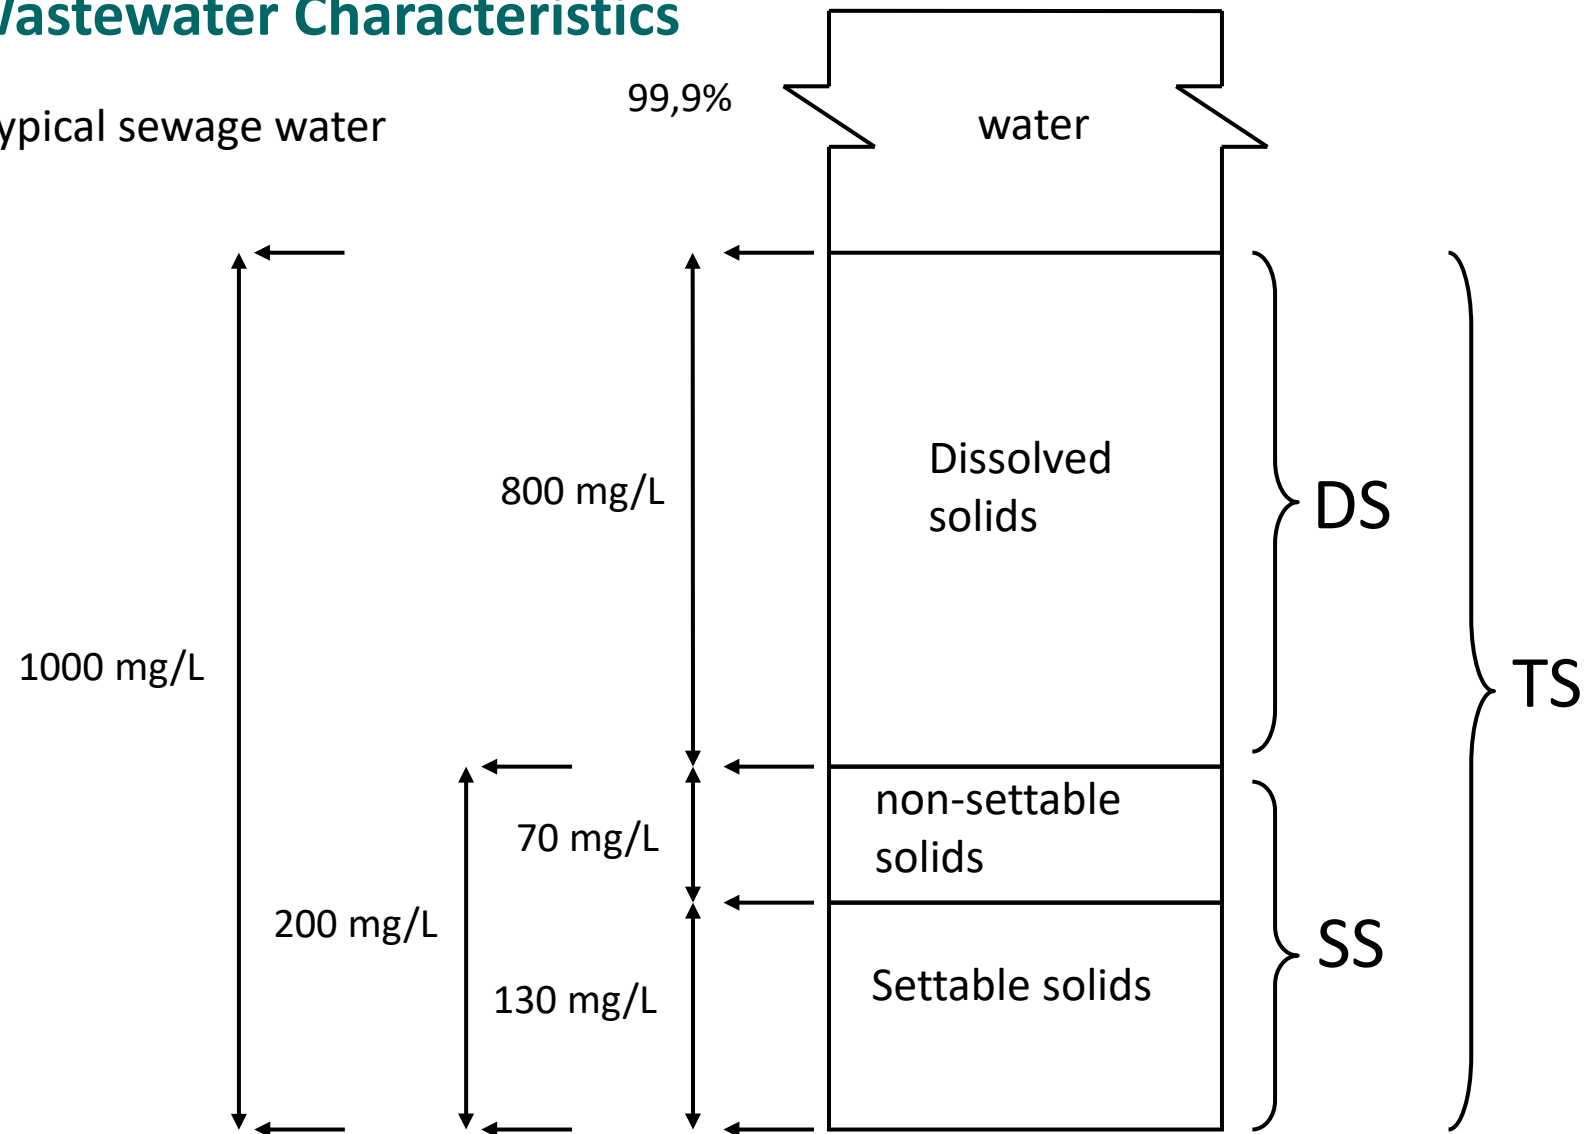 Wastewater Characteristics
ypical sewage water
99,9%
water
Dissolved
solids
800 mg/L
DS
1000 mg/L
TS
non-settable
solids
70 mg/L
200 mg/L
SS
Settable solids
130 mg/L